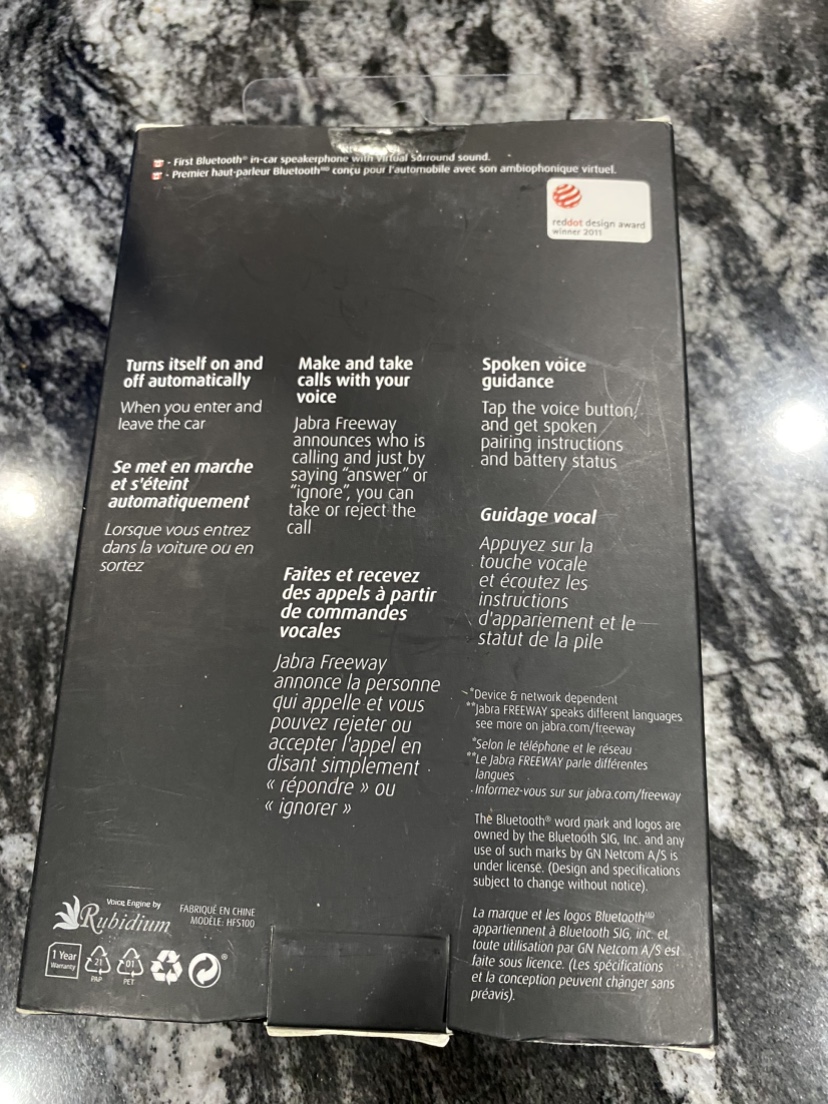 - First Bluetooth® in-car speakerphone with Virtual Surround sound.
- Premier haut-parleur Bluetoothᴹᴰ conçu pour l'automobile avec son ambiophonique virtuel.
reddot design award
winner 2011
Turns itself on and
off automatically
When you enter and
leave the car
Se met en marche
et s'éteint
automatiquement
Lorsque vous entrez
dans la voiture ou en
sortez
Make and take
calls with your
voice
Jabra Freeway
announces who is
calling and just by
saying "answer" or
"ignore", you can
take or reject the
call
Faites et recevez
des appels à partir
de commandes
vocales
Jabra Freeway
annonce la personne
qui appelle et vous
pouvez rejeter ou
accepter l'appel en
disant simplement
« répondre » ou
« ignorer »
Spoken voice
guidance
Tap the voice button,
and get spoken
pairing instructions
and battery status
Guidage vocal
Appuyez sur la
touche vocale
et écoutez les
instructions
d'appariement et le
statut de la pile
*Device & network dependent
**Jabra FREEWAY speaks different languages
see more on jabra.com/freeway
*Selon le téléphone et le réseau
**Le Jabra FREEWAY parle différentes
langues
Informez-vous sur sur jabra.com/freeway
The Bluetooth® word mark and logos are
owned by the Bluetooth SIG, Inc. and any
use of such marks by GN Netcom A/S is
under license. (Design and specifications
subject to change without notice).
La marque et les logos Bluetoothᴹᴰ
appartiennent à Bluetooth SIG, inc. et
toute utilisation par GN Netcom A/S est
faite sous licence. (Les spécifications
et la conception peuvent changer sans
préavis).
Voice Engine by
Rubidium
FABRIQUÉ EN CHINE
MODÈLE: HFS100
1 Year
Warranty
21
PAP
01
PET
®